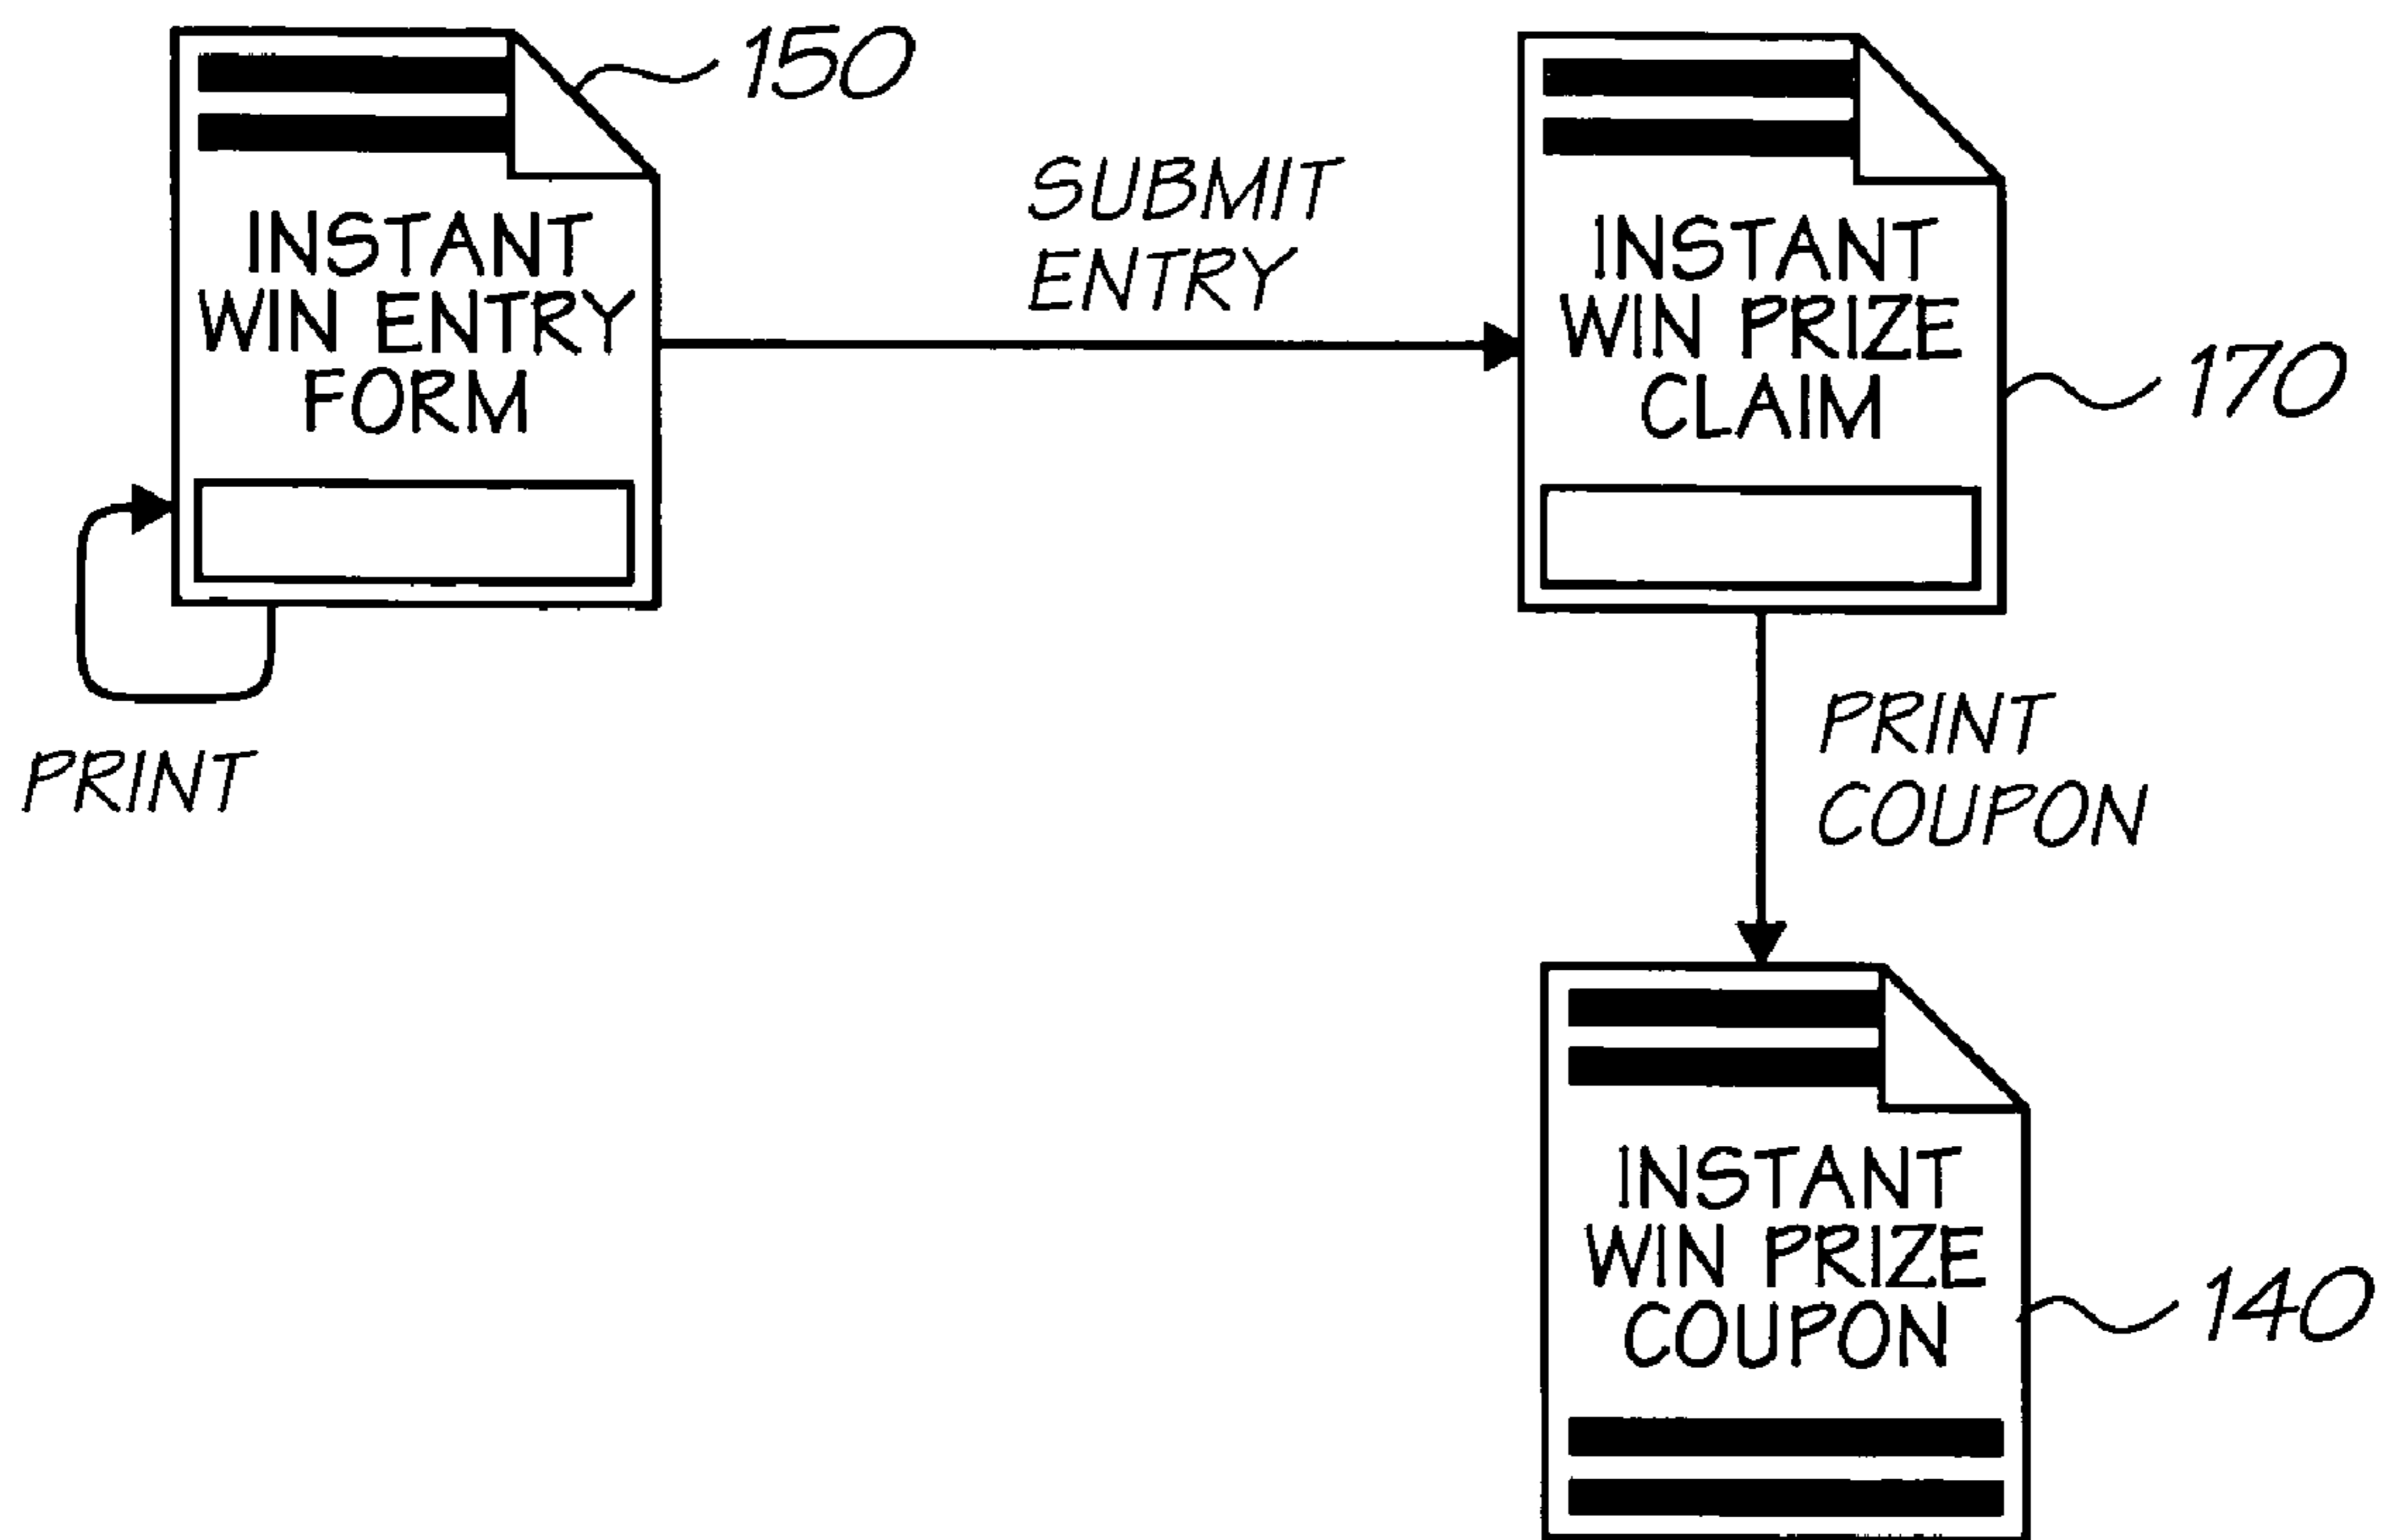 150
INSTANT
WIN ENTRY
FORM
PRINT
SUBMIT
ENTRY
INSTANT
WIN PRIZE
CLAIM
170
PRINT
COUPON
INSTANT
WIN PRIZE
COUPON
140